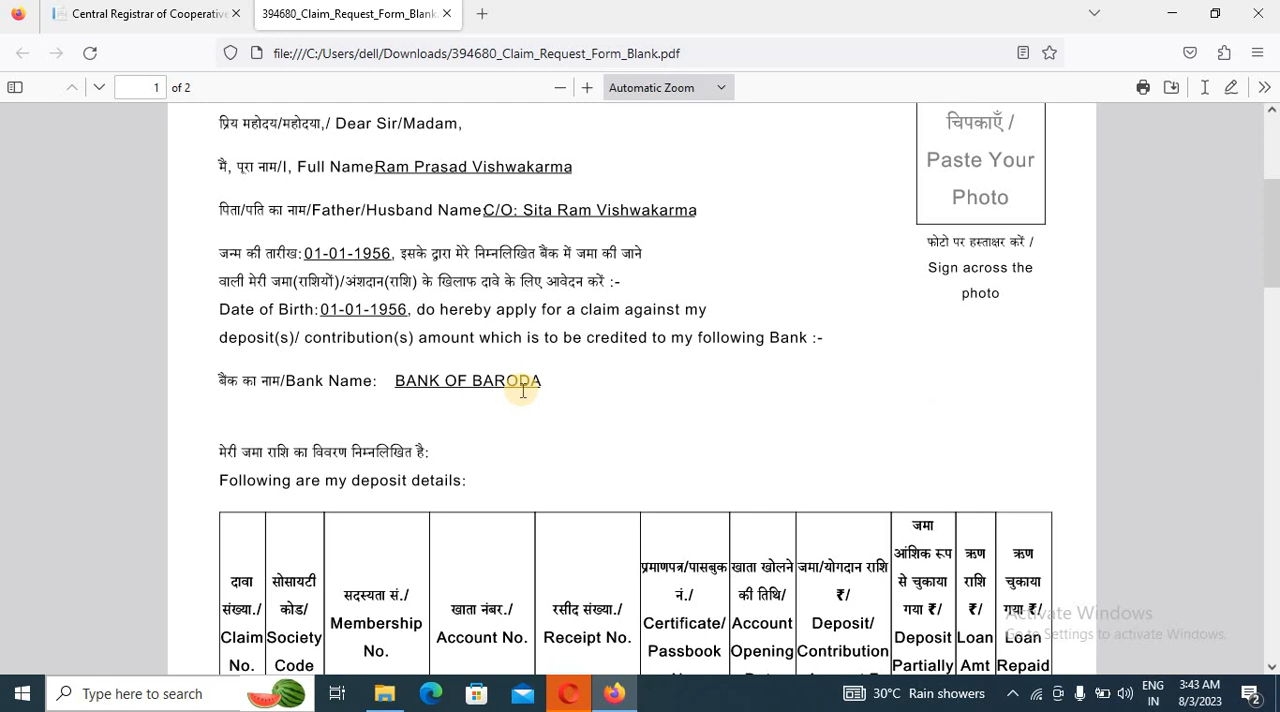 Central Registrar of Cooperative
394680_Claim_Request_Form_Blank.
file:///C:/Users/dell/Downloads/394680_Claim_Request_Form_Blank.pdf
1 of 2
Automatic Zoom
प्रिय महोदय/महोदया,/ Dear Sir/Madam,
मैं, पूरा नाम/I, Full Name Ram Prasad Vishwakarma
पिता/पति का नाम/Father/Husband Name C/O: Sita Ram Vishwakarma
जन्म की तारीख: 01-01-1956, इसके द्वारा मेरे निम्नलिखित बैंक में जमा की जाने
वाली मेरी जमा(राशियों)/अंशदान(राशि) के खिलाफ दावे के लिए आवेदन करें :-
Date of Birth: 01-01-1956, do hereby apply for a claim against my
deposit(s)/ contribution(s) amount which is to be credited to my following Bank :-
बैंक का नाम/Bank Name: BANK OF BARODA
चिपकाएँ /
Paste Your
Photo
फोटो पर हस्ताक्षर करें /
Sign across the
photo
मेरी जमा राशि का विवरण निम्नलिखित है:
Following are my deposit details:
दावा
संख्या./
Claim
No.
सोसायटी
कोड/
Society
Code
सदस्यता सं./
Membership
No.
खाता नंबर./
Account No.
रसीद संख्या./
Receipt No.
प्रमाणपत्र/पासबुक
नं./
Certificate/
Passbook
खाता खोलने
की तिथि/
Account
Opening
जमा/योगदान राशि
₹/
Deposit/
Contribution
जमा
आंशिक रूप
से चुकाया
गया ₹/
Deposit
Partially
ऋण
राशि
₹/
Loan
Amt
ऋण
चुकाया
गया ₹/
Loan
Repaid
Activate Windows
Go to Settings to activate Windows.
Type here to search
30°C Rain showers
ENG
IN
3:43 AM
8/3/2023
2